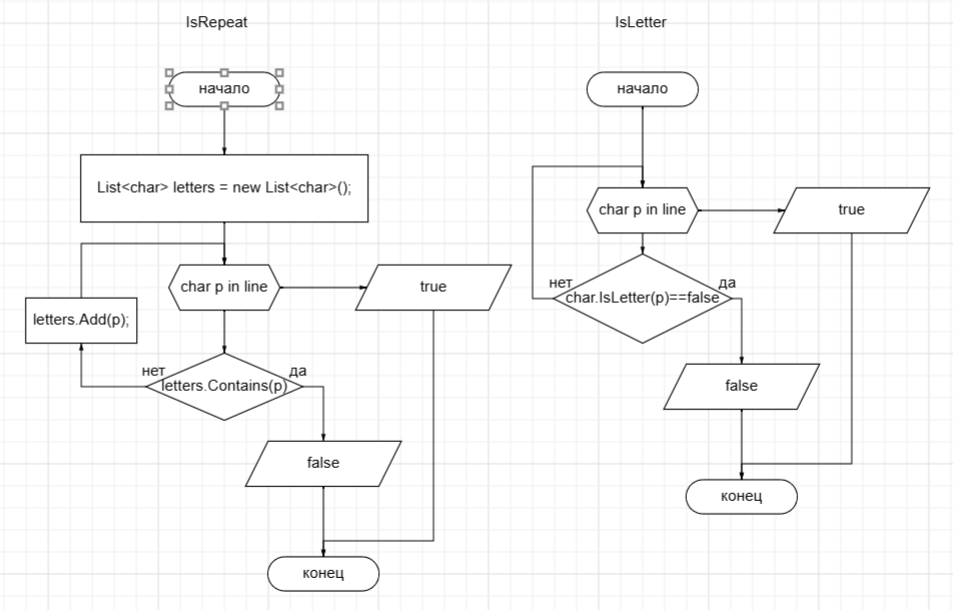 IsRepeat
начало
List<char> letters = new List<char>();
char p in line
true
letters.Add(p);
нет
letters.Contains(p)
да
false
конец
IsLetter
начало
char p in line
true
нет
char.IsLetter(p)==false
да
false
конец